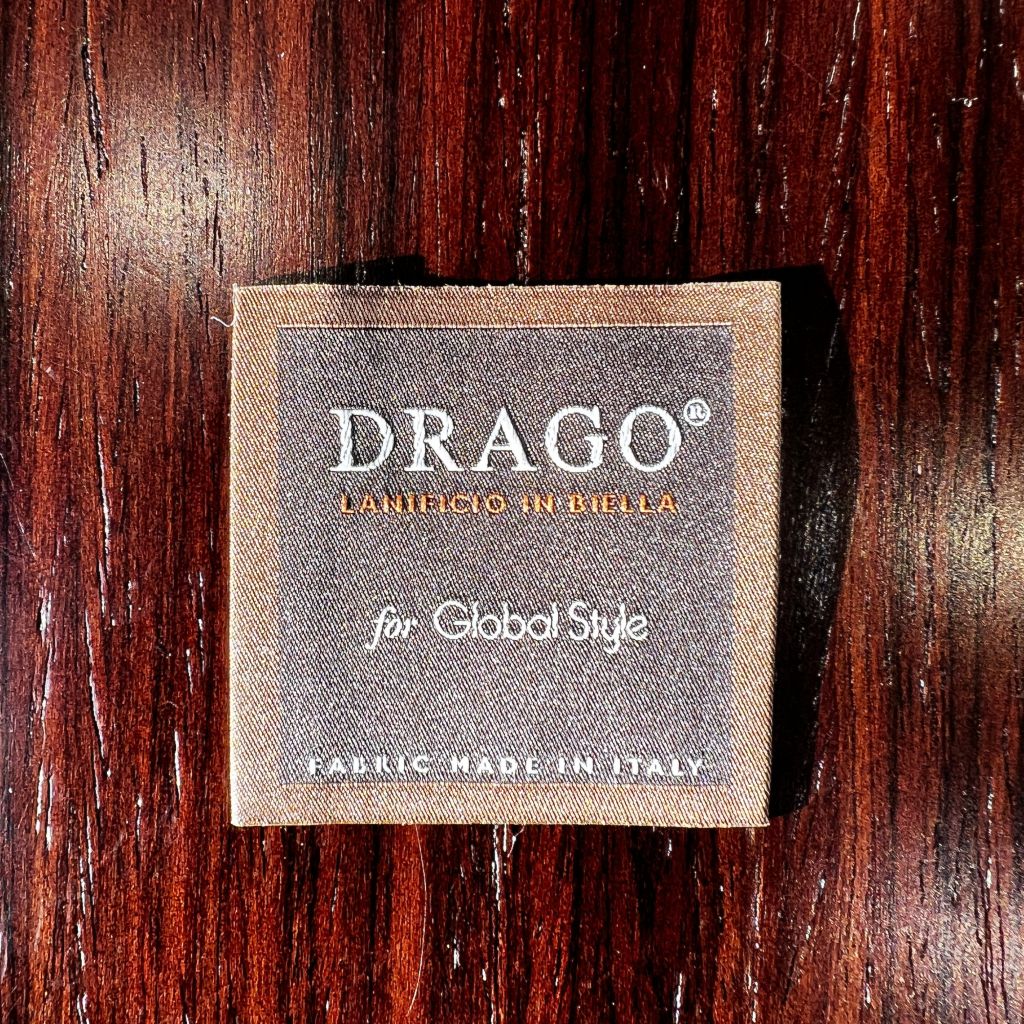 DRAGO®
LANIFICIO IN BIELLA
for Global Style
FABRIC MADE IN ITALY